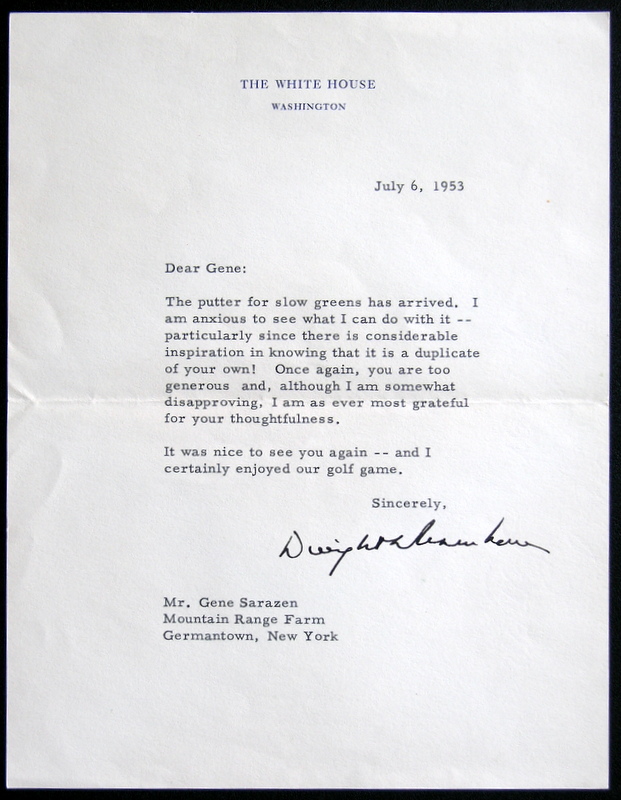 THE WHITE HOUSE
WASHINGTON
July 6, 1953
Dear Gene:
The putter for slow greens has arrived. I
am anxious to see what I can do with it --
particularly since there is considerable
inspiration in knowing that it is a duplicate
of your own! Once again, you are too
generous and, although I am somewhat
disapproving, I am as ever most grateful
for your thoughtfulness.
It was nice to see you again -- and I
certainly enjoyed our golf game.
Sincerely,
Dwight D Eisenhower
Mr. Gene Sarazen
Mountain Range Farm
Germantown, New York